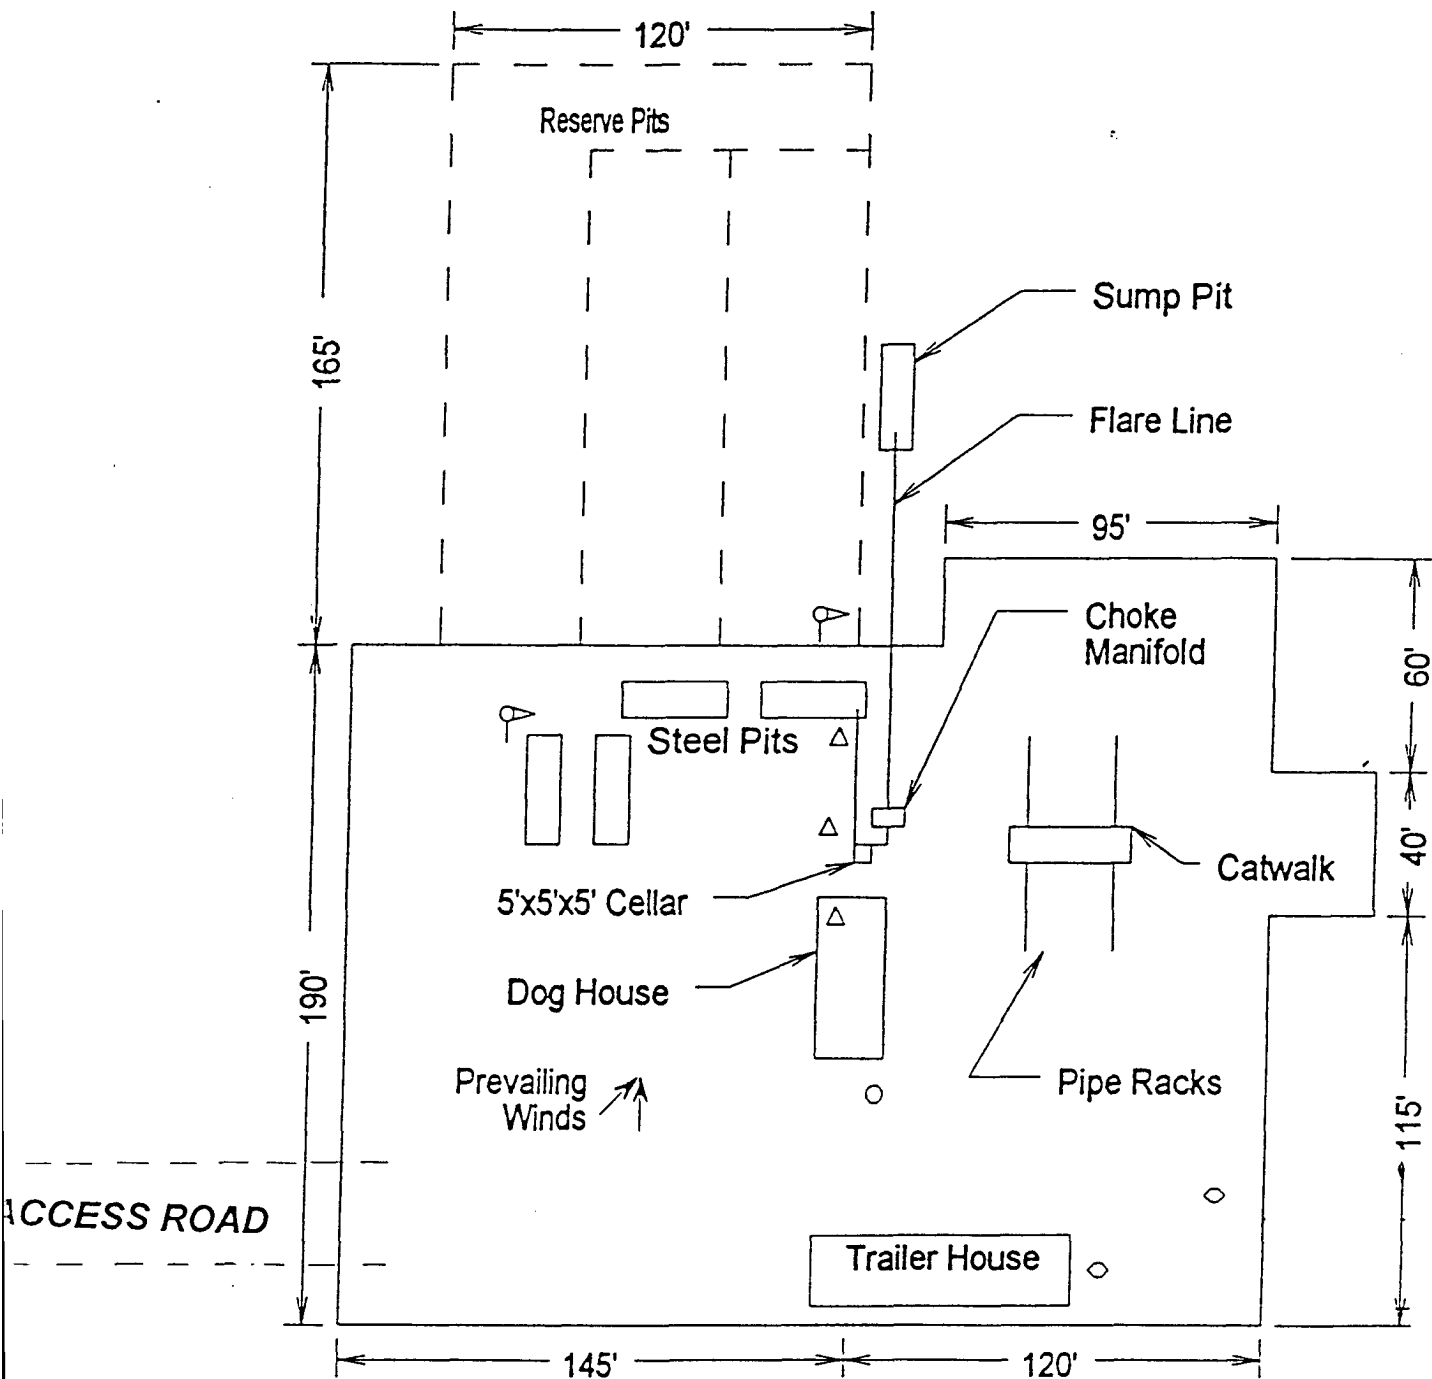 120'
Reserve Pits
Sump Pit
165'
Flare Line
95'
Choke
Manifold
60'
Steel Pits
40'
Catwalk
5'x5'x5' Cellar
190'
Dog House
Prevailing
Winds
Pipe Racks
115'
ACCESS ROAD
Trailer House
145'
120'